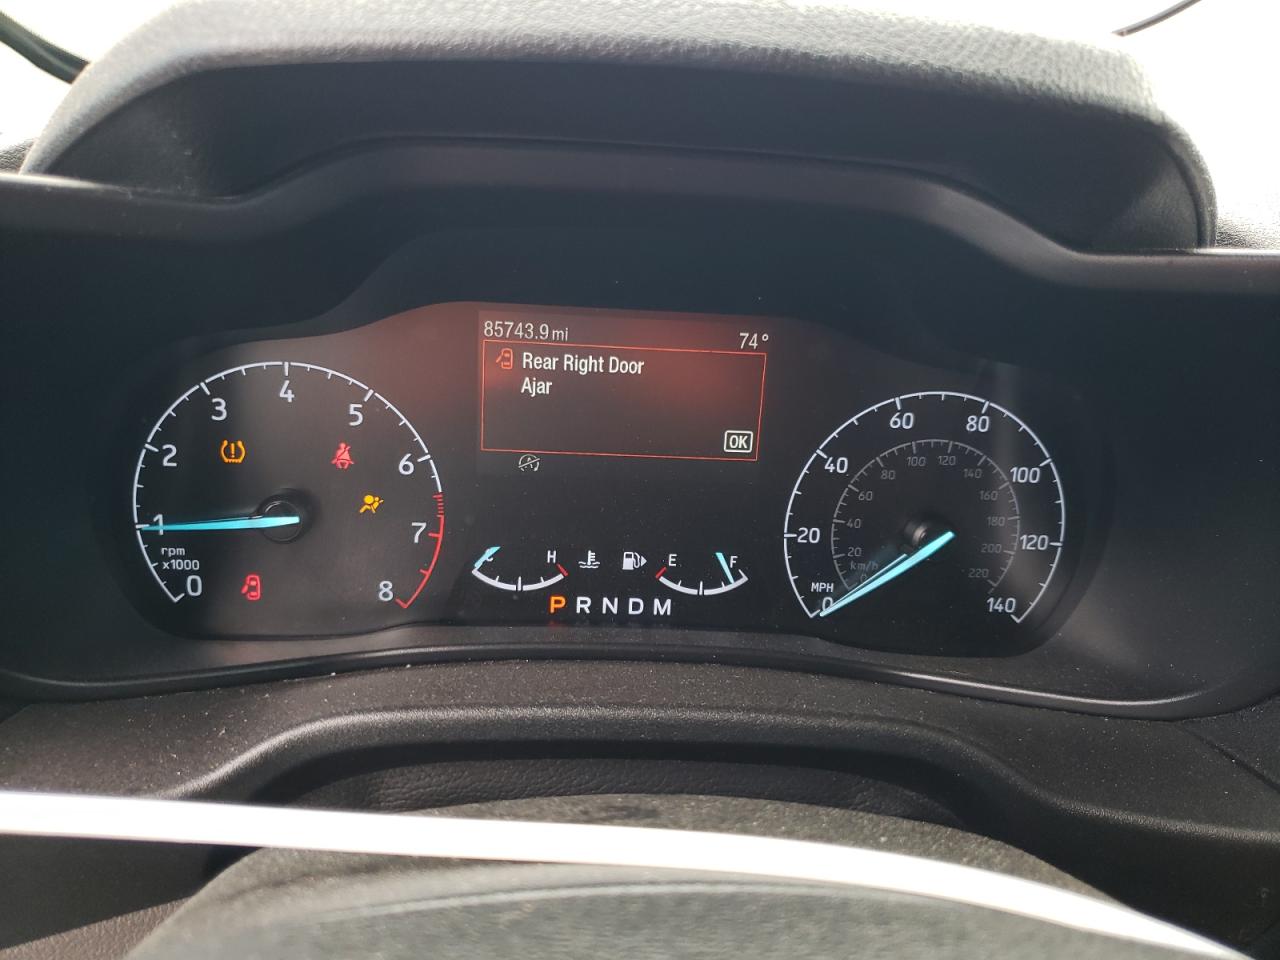 85743.9 mi 74°
Rear Right Door
Ajar
OK
0 1 2 3 4 5 6 7 8
rpm
x1000
C H
E F
P R N D M
0 20 40 60 80 100 120 140
MPH
0 20 40 60 80 100 120 140 160 180 200 220
km/h